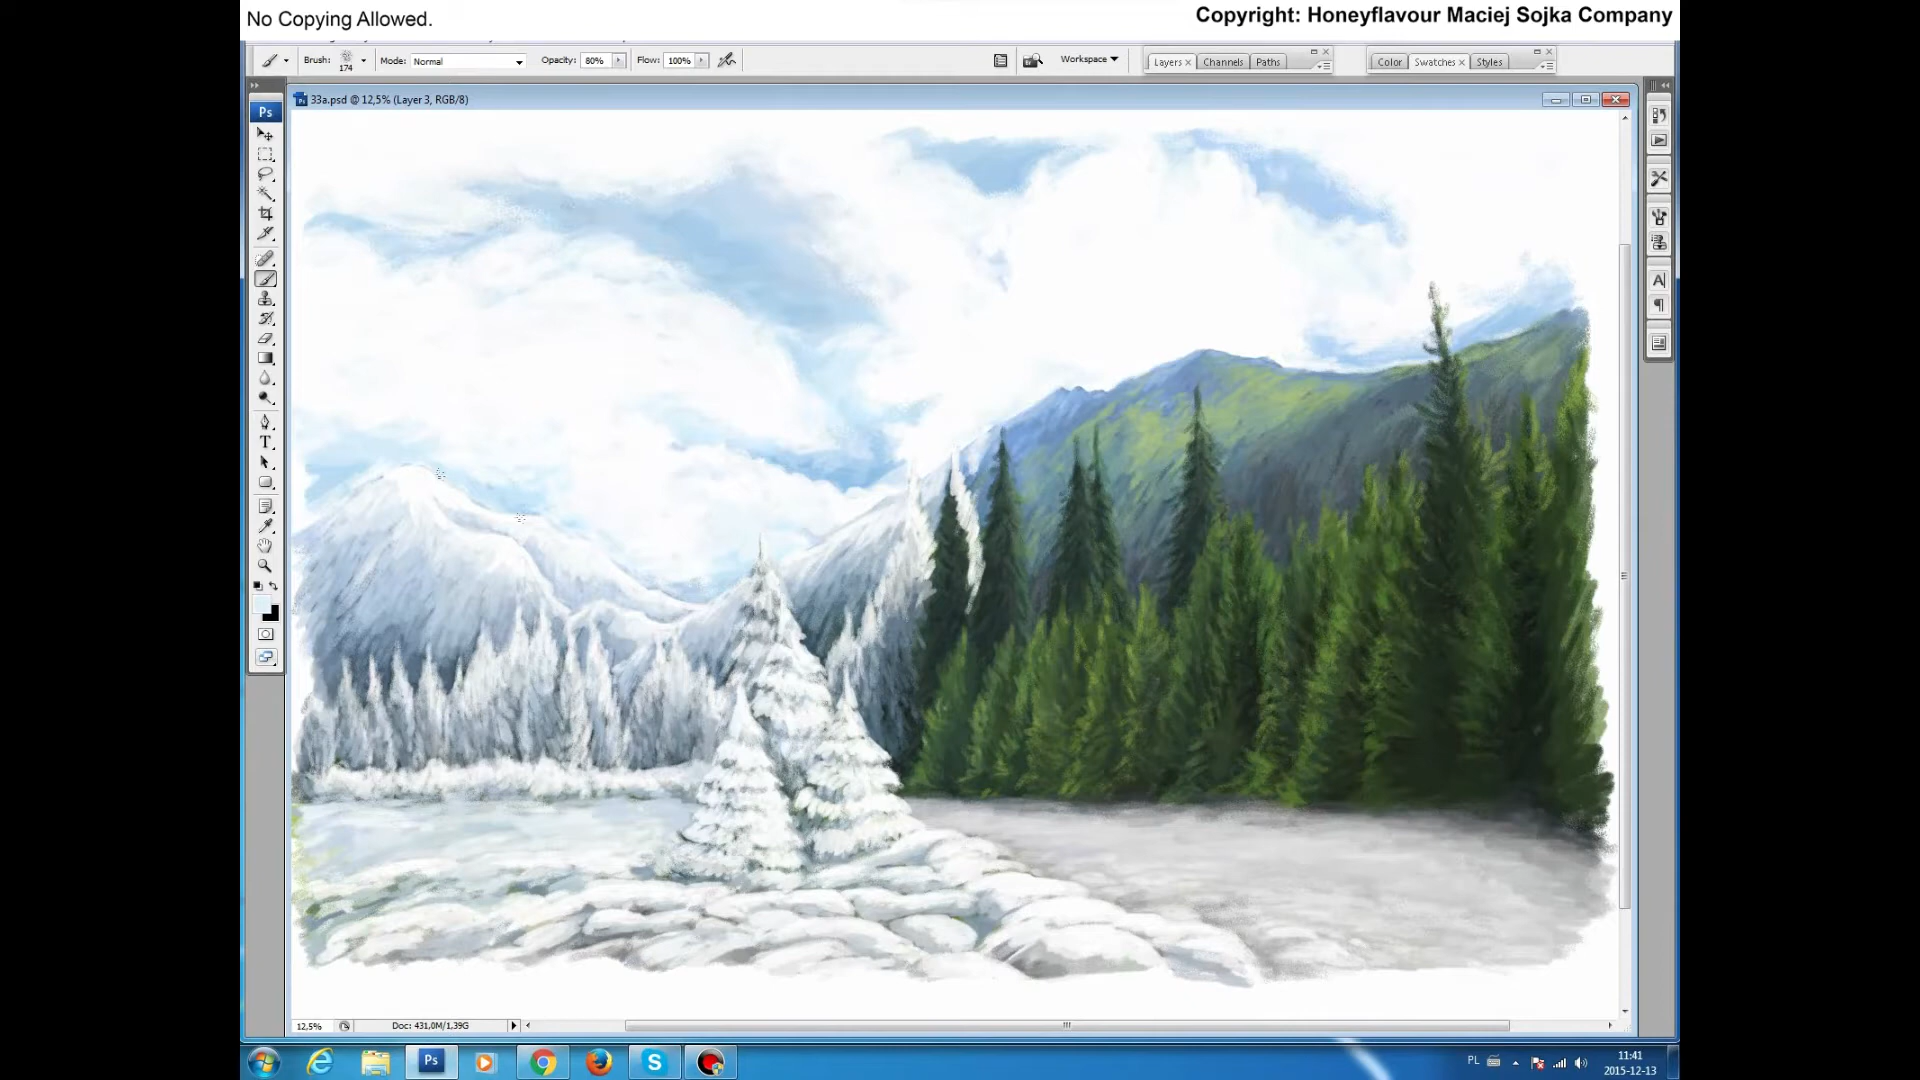 No Copying Allowed.
Copyright: Honeyflavour Maciej Sojka Company
Brush: 174 Mode: Normal Opacity: 80% Flow: 100% Workspace Layers Channels Paths Color Swatches Styles
Ps 33a.psd @ 12,5% (Layer 3, RGB/8)
Ps
T
A
12,5% Doc: 431,0M/1,39G
Ps S PL 11:41
2015-12-13